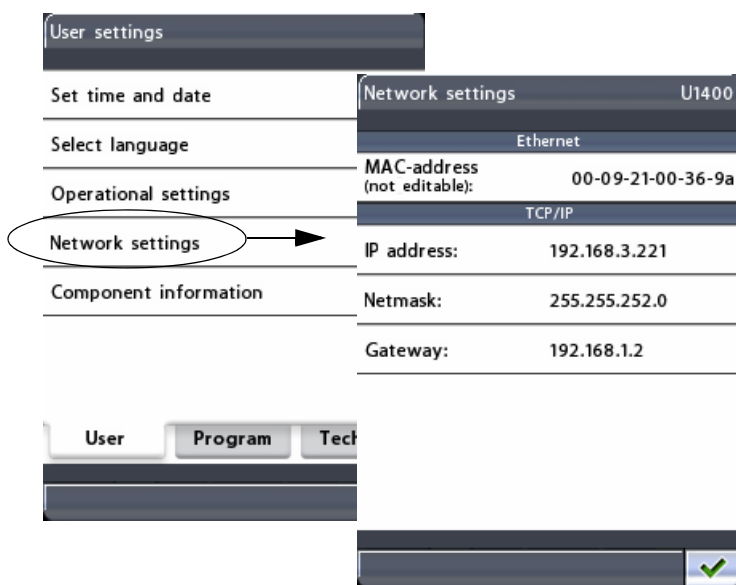 User settings
Set time and date
Select language
Operational settings
Network settings
Component information
User Program Tech
Network settings U1400
Ethernet
MAC-address 00-09-21-00-36-9a
(not editable):
TCP/IP
IP address: 192.168.3.221
Netmask: 255.255.252.0
Gateway: 192.168.1.2